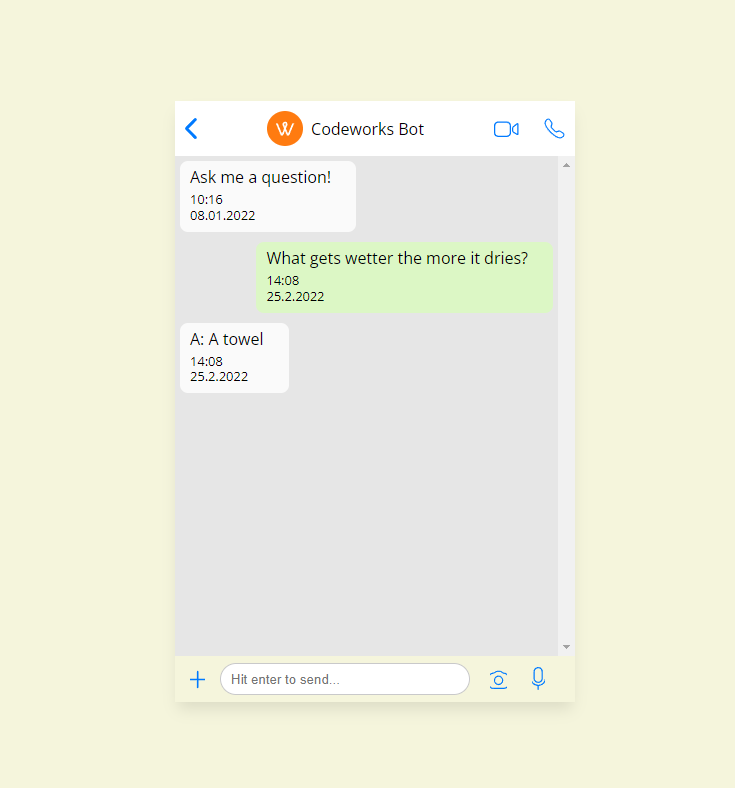 Codeworks Bot
Ask me a question!
10:16
08.01.2022
What gets wetter the more it dries?
14:08
25.2.2022
A: A towel
14:08
25.2.2022
Hit enter to send...